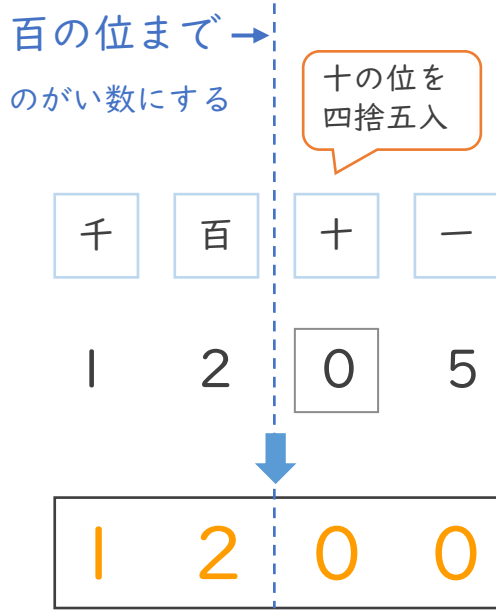 百の位まで→
のがい数にする
十の位を
四捨五入
千 百 十 一
1 2 0 5
1 2 0 0